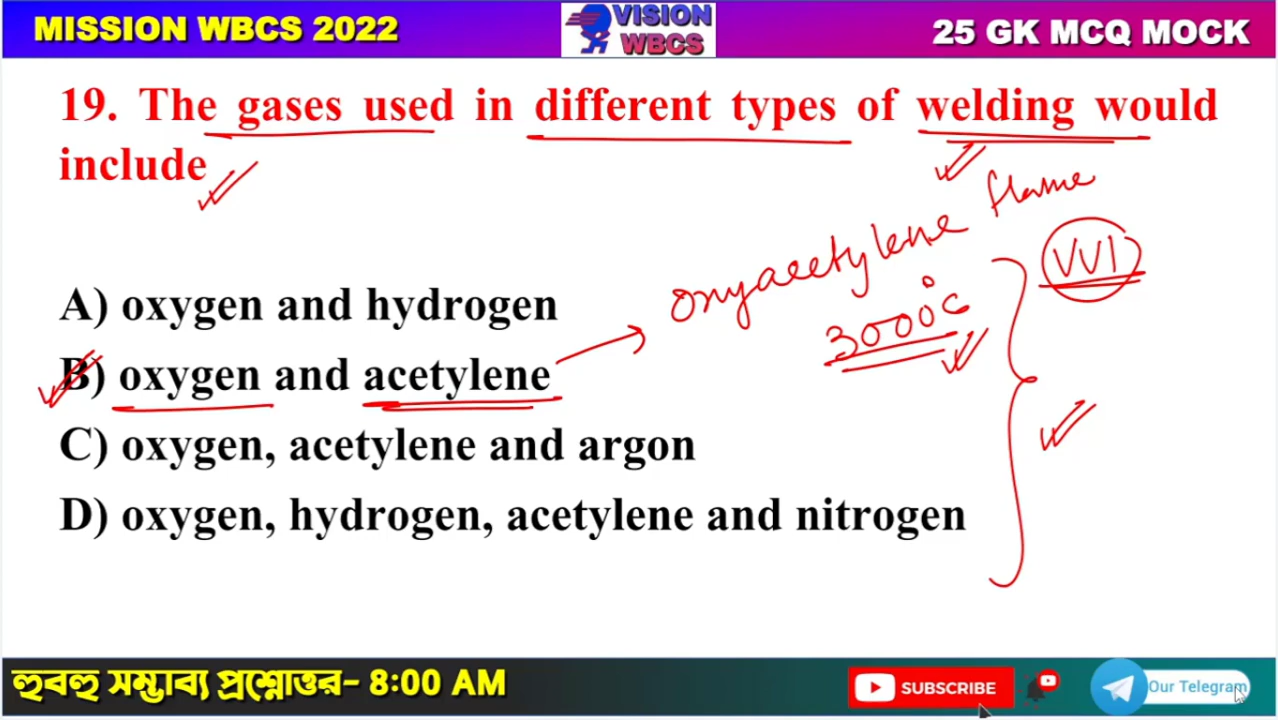 MISSION WBCS 2022
VISION
WBCS
25 GK MCQ MOCK
19. The gases used in different types of welding would
include
flame
oxyacetylene
VVI
3000°C
A) oxygen and hydrogen
B) oxygen and acetylene
C) oxygen, acetylene and argon
D) oxygen, hydrogen, acetylene and nitrogen
হুবহু সম্ভাব্য প্রশ্নোত্তর- 8:00 AM
SUBSCRIBE
Our Telegram